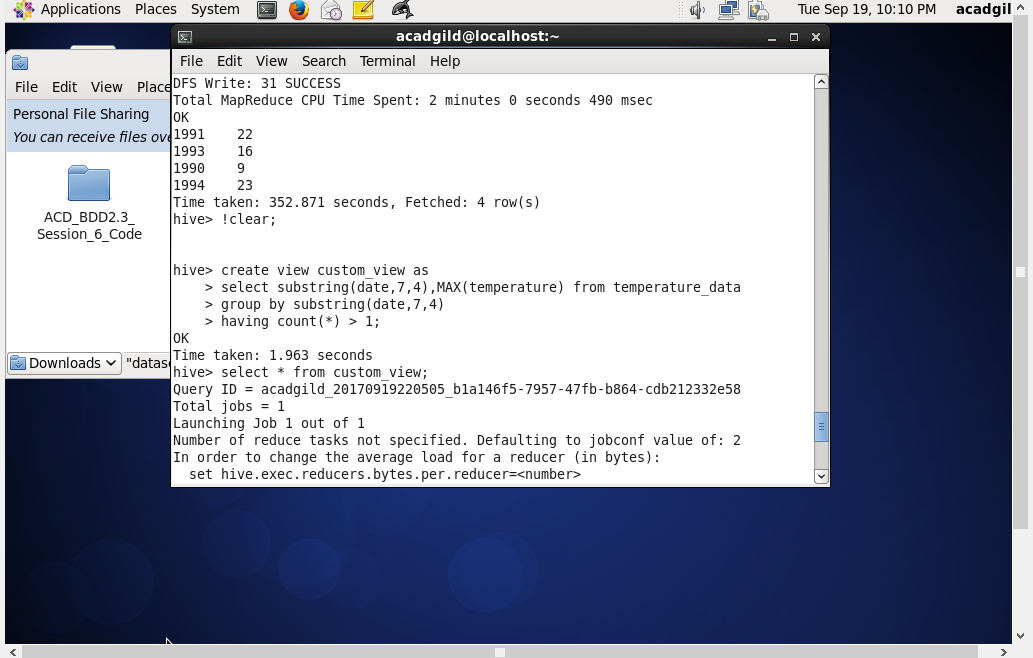 Applications Places System Tue Sep 19, 10:10 PM acadgil
acadgild@localhost:~
File Edit View Search Terminal Help
File Edit View Place
Personal File Sharing
You can receive files ove
ACD_BDD2.3_
Session_6_Code
Downloads "datase
DFS Write: 31 SUCCESS
Total MapReduce CPU Time Spent: 2 minutes 0 seconds 490 msec
OK
1991 22
1993 16
1990 9
1994 23
Time taken: 352.871 seconds, Fetched: 4 row(s)
hive> !clear;
hive> create view custom_view as
> select substring(date,7,4),MAX(temperature) from temperature_data
> group by substring(date,7,4)
> having count(*) > 1;
OK
Time taken: 1.963 seconds
hive> select * from custom_view;
Query ID = acadgild_20170919220505_b1a146f5-7957-47fb-b864-cdb212332e58
Total jobs = 1
Launching Job 1 out of 1
Number of reduce tasks not specified. Defaulting to jobconf value of: 2
In order to change the average load for a reducer (in bytes):
set hive.exec.reducers.bytes.per.reducer=<number>